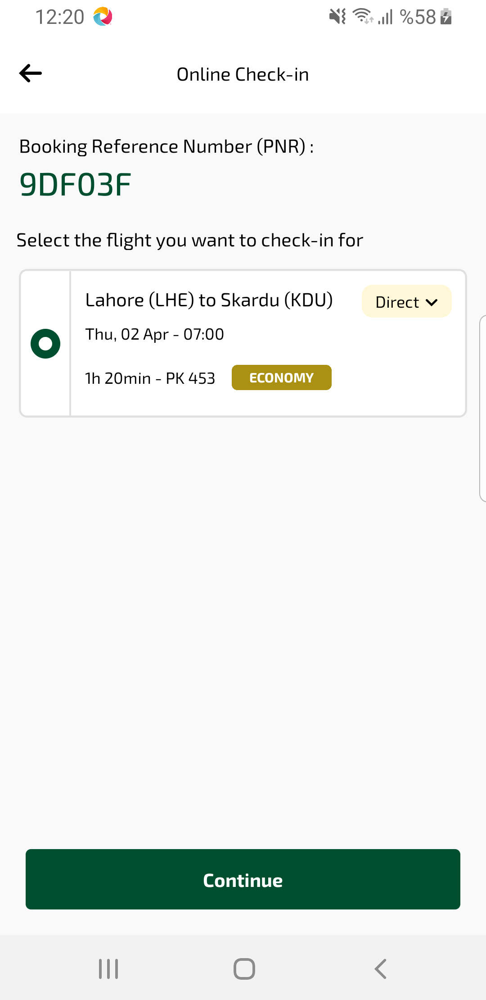 12:20 %58
Online Check-in
Booking Reference Number (PNR) :
9DF03F
Select the flight you want to check-in for
Lahore (LHE) to Skardu (KDU) Direct
Thu, 02 Apr - 07:00
1h 20min - PK 453 ECONOMY
Continue